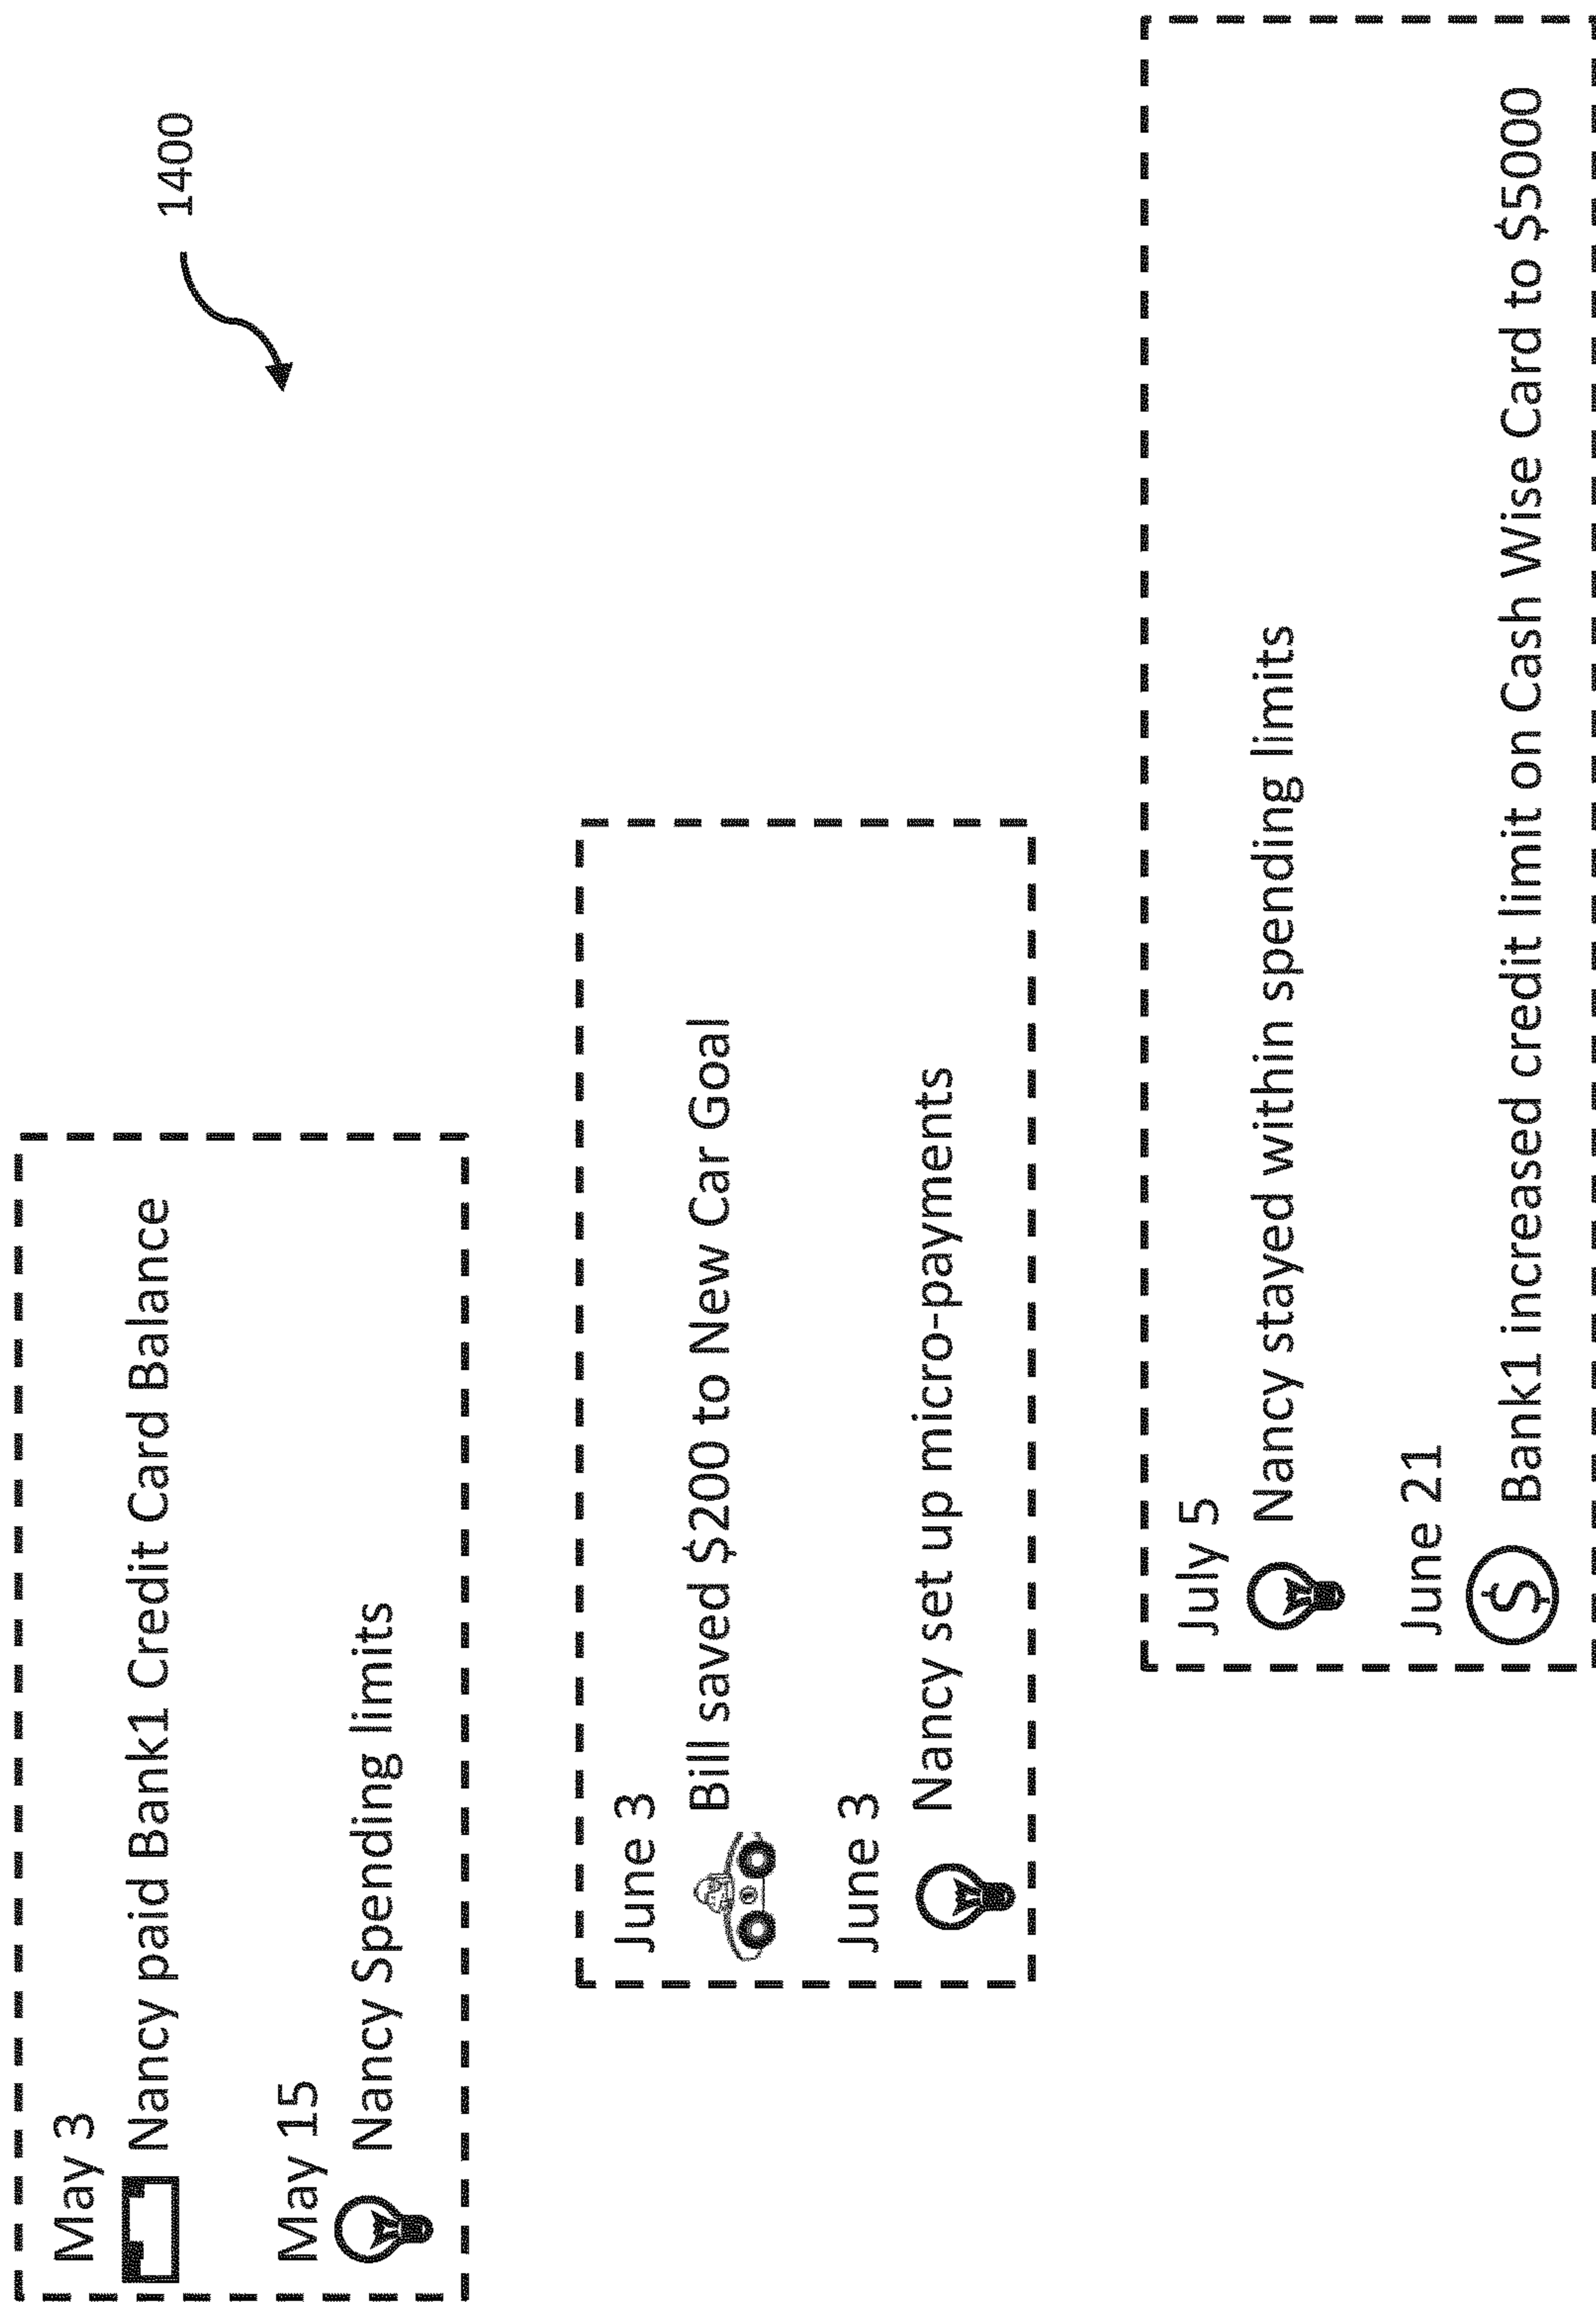 1400
May 3
Nancy paid Bank1 Credit Card Balance
May 15
Nancy Spending limits
June 3
Bill saved $200 to New Car Goal
June 3
Nancy set up micro-payments
July 5
Nancy stayed within spending limits
June 21
$ Bank1 increased credit limit on Cash Wise Card to $5000